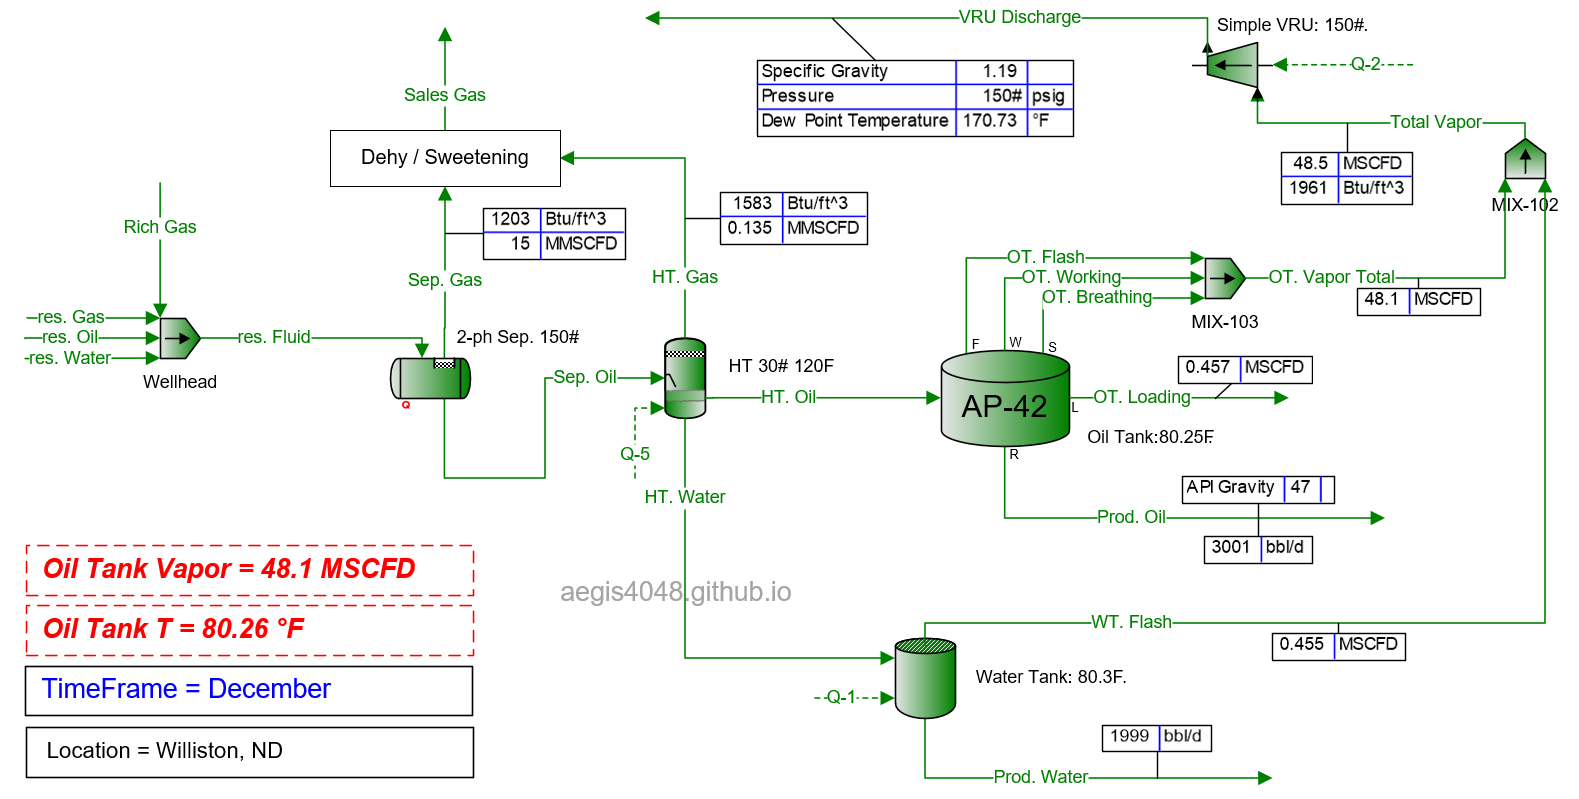 VRU Discharge
Simple VRU: 150#.
Q-2
Specific Gravity 1.19
Pressure 150# psig
Dew Point Temperature 170.73 °F
Sales Gas
Total Vapor
Dehy / Sweetening
48.5 MSCFD
1961 Btu/ft^3
MIX-102
1203 Btu/ft^3
15 MMSCFD
1583 Btu/ft^3
0.135 MMSCFD
Rich Gas
Sep. Gas
HT. Gas
OT. Flash
OT. Working
OT. Breathing
OT. Vapor Total
48.1 MSCFD
MIX-103
res. Gas
res. Oil
res. Water
res. Fluid
Wellhead
2-ph Sep. 150#
Q
Sep. Oil
HT 30# 120F
HT. Oil
F
W
S
AP-42
L
R
0.457 MSCFD
OT. Loading
Oil Tank:80.25F.
Q-5
HT. Water
API Gravity 47
Prod. Oil
3001 bbl/d
Oil Tank Vapor = 48.1 MSCFD
Oil Tank T = 80.26 °F
TimeFrame = December
Location = Williston, ND
aegis4048.github.io
WT. Flash
0.455 MSCFD
Water Tank: 80.3F.
Q-1
1999 bbl/d
Prod. Water